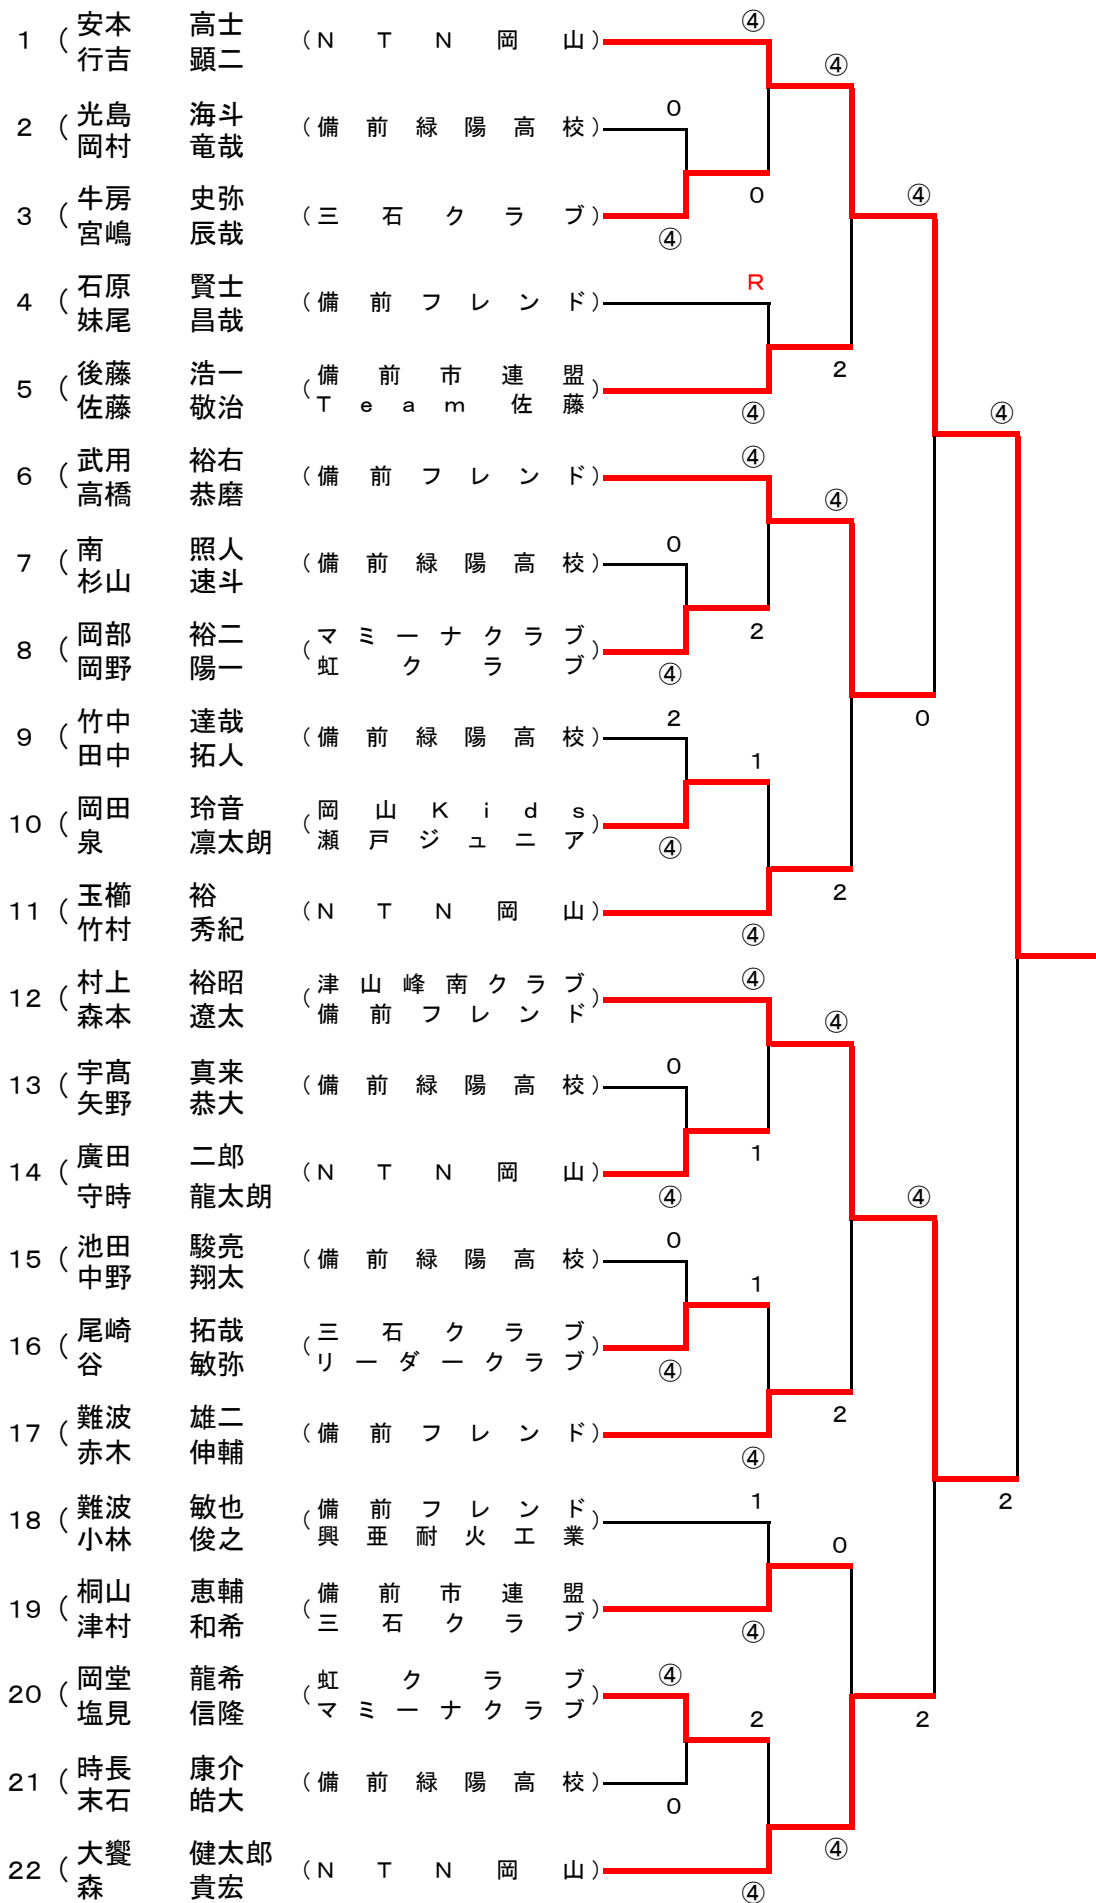 1 ( 安本 高士 (NTN岡山) ④
行吉 顕二
④
2 ( 光島 海斗 (備前緑陽高校) 0
岡村 竜哉
0
3 ( 牛房 史弥 (三石クラブ) ④
宮嶋 辰哉
④
4 ( 石原 賢士 (備前フレンド) R
妹尾 昌哉
2
5 ( 後藤 浩一 (備前市連盟
佐藤 敬治 Team佐藤) ④
④
6 ( 武用 裕右 (備前フレンド) ④
高橋 恭磨
④
7 ( 南 照人 (備前緑陽高校) 0
杉山 速斗
2
8 ( 岡部 裕二 (マミーナクラブ
岡野 陽一 虹クラブ) ④
0
9 ( 竹中 達哉 (備前緑陽高校) 2
田中 拓人
1
10 ( 岡田 玲音 (岡山Kids
泉 凛太朗 瀬戸ジュニア) ④
2
11 ( 玉櫛 裕 (NTN岡山) ④
竹村 秀紀
12 ( 村上 裕昭 (津山峰南クラブ ④
森本 遼太 備前フレンド)
④
13 ( 宇髙 真来 (備前緑陽高校) 0
矢野 恭大
1
14 ( 廣田 二郎 (NTN岡山) ④
守時 龍太朗
④
15 ( 池田 駿亮 (備前緑陽高校) 0
中野 翔太
1
16 ( 尾崎 拓哉 (三石クラブ
谷 敏弥 リーダークラブ) ④
2
17 ( 難波 雄二 (備前フレンド) ④
赤木 伸輔
2
18 ( 難波 敏也 (備前フレンド 1
小林 俊之 興亜耐火工業)
0
19 ( 桐山 恵輔 (備前市連盟
津村 和希 三石クラブ) ④
20 ( 岡堂 龍希 (虹クラブ ④
塩見 信隆 マミーナクラブ)
2
2
21 ( 時長 康介 (備前緑陽高校) 0
末石 皓大
④
22 ( 大饗 健太郎 (NTN岡山) ④
森 貴宏